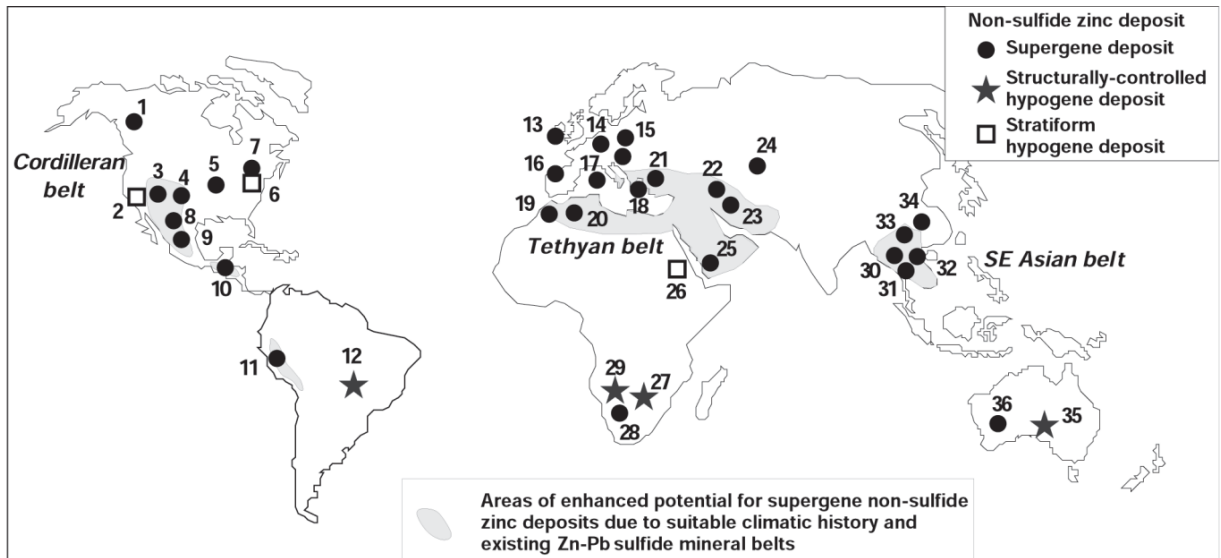 Non-sulfide zinc deposit
Supergene deposit
Structurally-controlled
hypogene deposit
Stratiform
hypogene deposit
1
13
14
15
24
Cordilleran
belt
3
4
5
7
6
2
8
9
10
16
17
21
22
18
23
19
20
Tethyan belt
25
26
34
33
30
32
31
SE Asian belt
11
12
29
27
28
36
35
Areas of enhanced potential for supergene non-sulfide
zinc deposits due to suitable climatic history and
existing Zn-Pb sulfide mineral belts